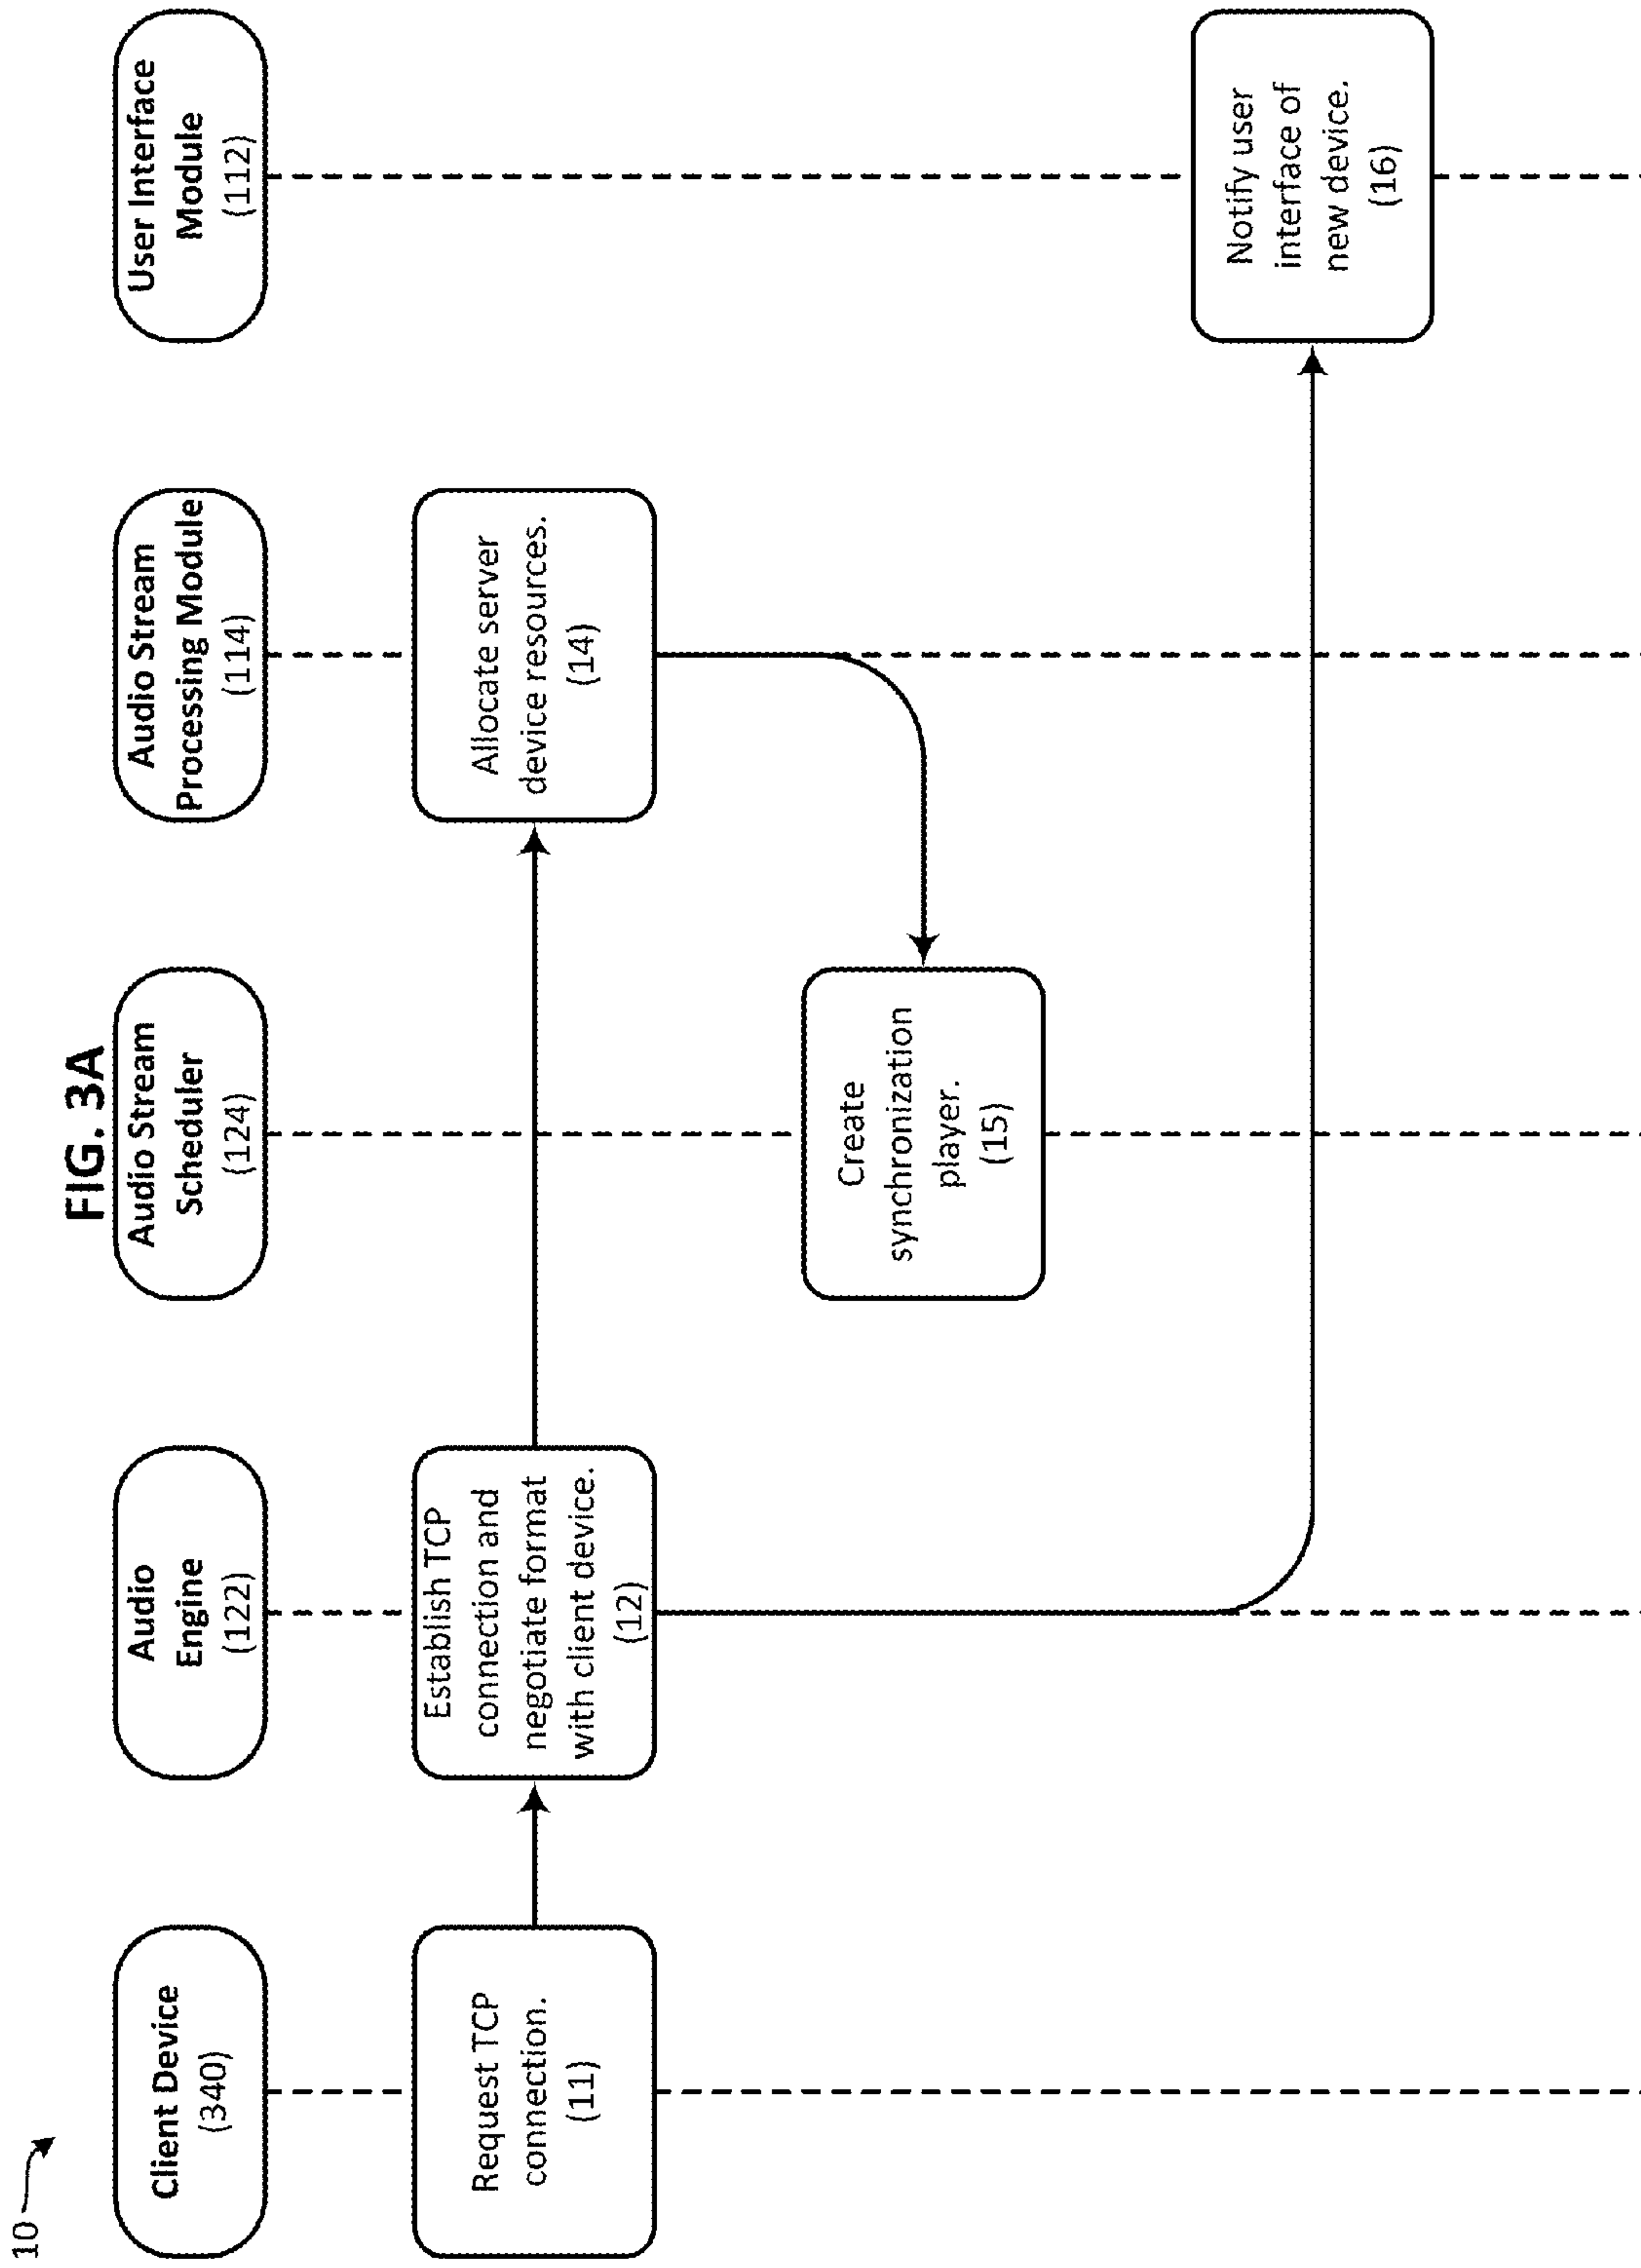 10
FIG. 3A
Client Device
(340)
Audio
Engine
(122)
Audio Stream
Scheduler
(124)
Audio Stream
Processing Module
(114)
User Interface
Module
(112)
Request TCP
connection.
(11)
Establish TCP
connection and
negotiate format
with client device.
(12)
Allocate server
device resources.
(14)
Create
synchronization
player.
(15)
Notify user
interface of
new device.
(16)